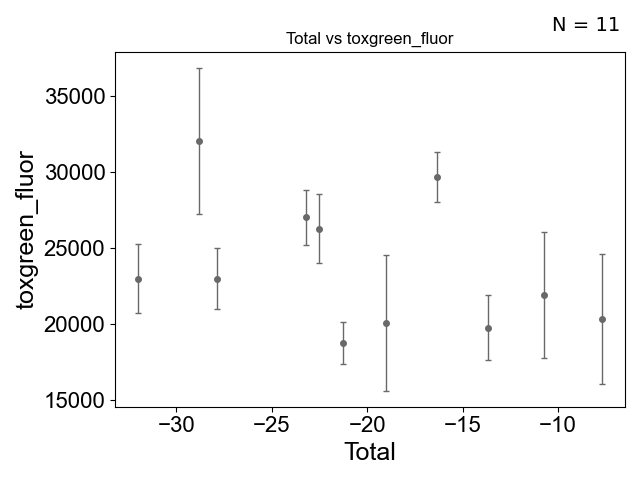 N = 11
Total vs toxgreen_fluor
35000
30000
25000
20000
15000
toxgreen_fluor
−30 −25 −20 −15 −10
Total